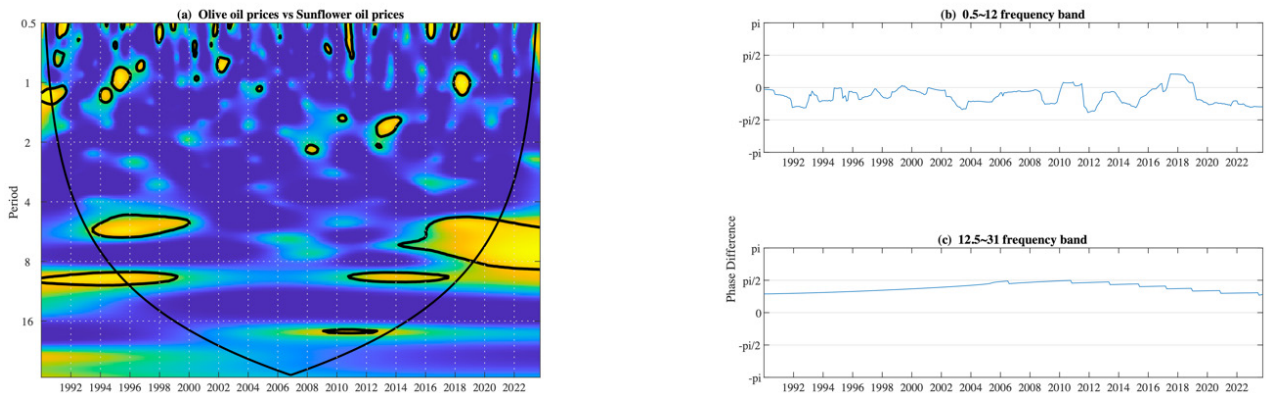 (a) Olive oil prices vs Sunflower oil prices
0.5
1
2
4
8
16
Period
1992 1994 1996 1998 2000 2002 2004 2006 2008 2010 2012 2014 2016 2018 2020 2022
(b) 0.5~12 frequency band
pi
pi/2
0
-pi/2
-pi
1992 1994 1996 1998 2000 2002 2004 2006 2008 2010 2012 2014 2016 2018 2020 2022
(c) 12.5~31 frequency band
Phase Difference
pi
pi/2
0
-pi/2
-pi
1992 1994 1996 1998 2000 2002 2004 2006 2008 2010 2012 2014 2016 2018 2020 2022